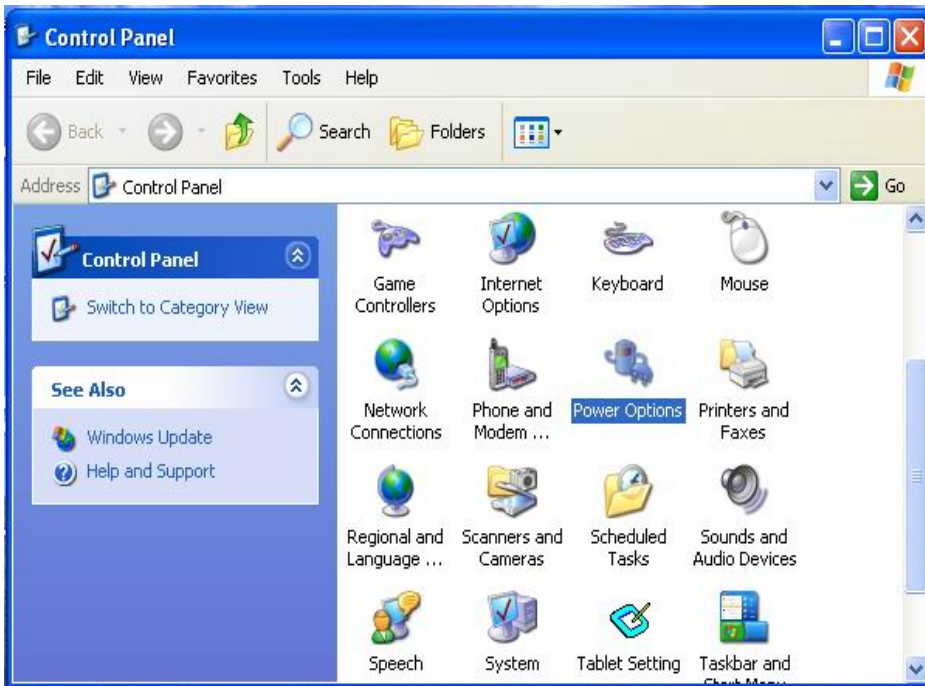 Control Panel
File Edit View Favorites Tools Help
Back Search Folders
Address Control Panel Go
Control Panel
Switch to Category View
See Also
Windows Update
Help and Support
Game
Controllers
Internet
Options
Keyboard
Mouse
Network
Connections
Phone and
Modem ...
Power Options
Printers and
Faxes
Regional and
Language ...
Scanners and
Cameras
Scheduled
Tasks
Sounds and
Audio Devices
Speech
System
Tablet Setting
Taskbar and
Start Menu